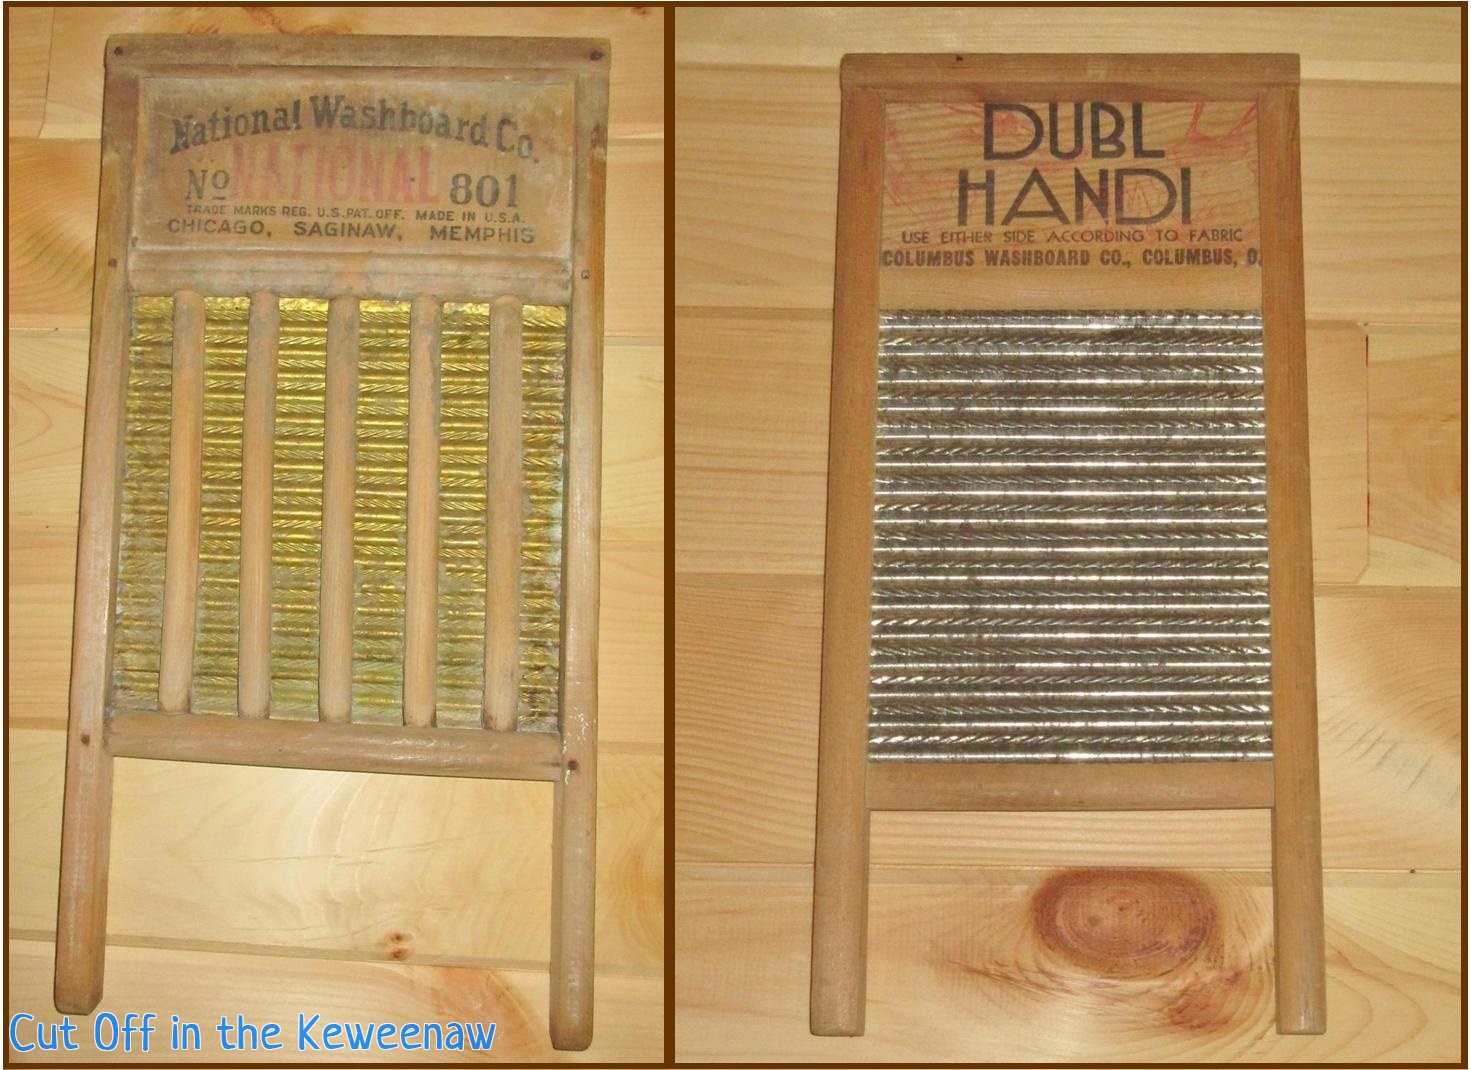 National Washboard Co.
No NATIONAL 801
TRADE MARKS REG. U.S. PAT. OFF. MADE IN U.S.A.
CHICAGO, SAGINAW, MEMPHIS
DUBL
HANDI
USE EITHER SIDE ACCORDING TO FABRIC
COLUMBUS WASHBOARD CO., COLUMBUS, O.
Cut Off in the Keweenaw